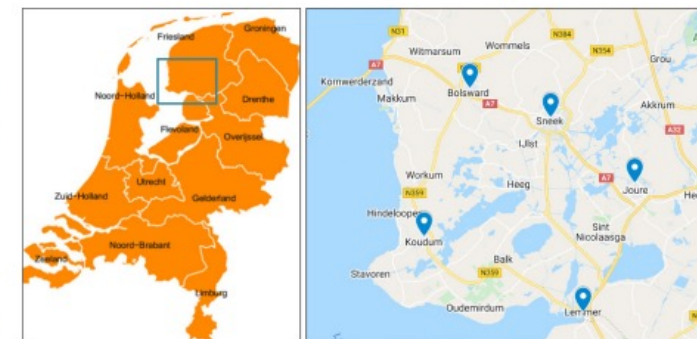 Groningen
Friesland
Noord-Holland
Drenthe
Flevoland
Overijssel
Utrecht
Zuid-Holland
Gelderland
Noord-Brabant
Zeeland
Limburg
N31
N384
Witmarsum
Wommels
N354
A7
Grou
Kornwerderzand
Bolsward
Makkum
A7
Akkrum
Sneek
A32
IJlst
Workum
Heeg
A7
N359
Joure
Hindeloopen
Sint
Nicolaasga
Koudum
Balk
Stavoren
N359
Oudemirdum
Lemmer